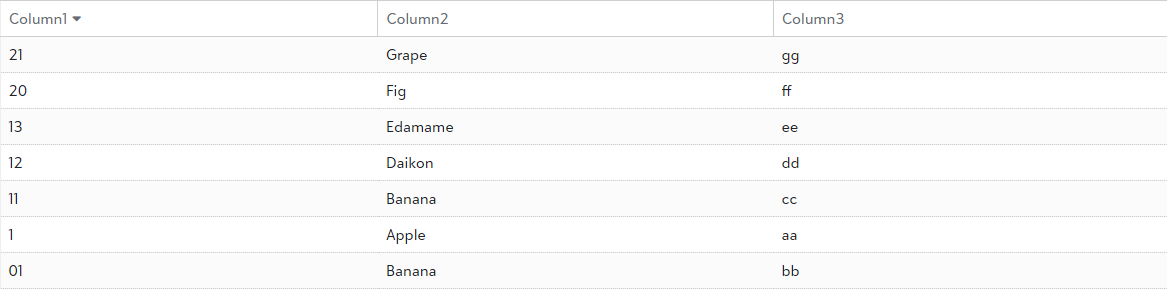 Column1 Column2 Column3
21 Grape gg
20 Fig ff
13 Edamame ee
12 Daikon dd
11 Banana cc
1 Apple aa
01 Banana bb